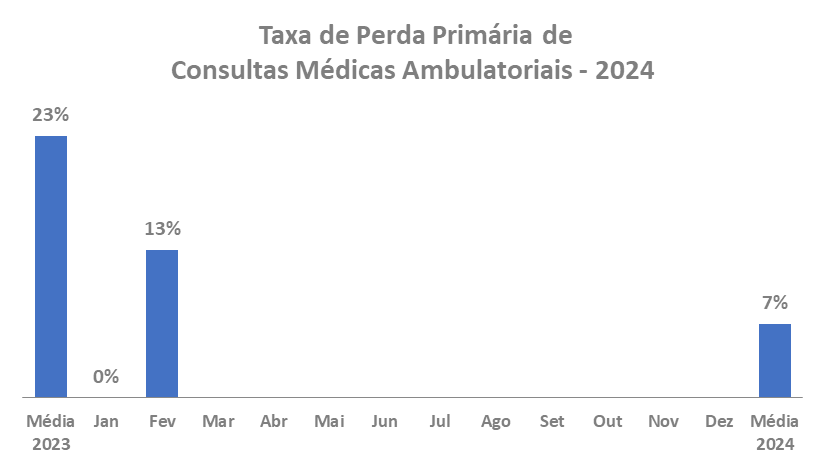 Taxa de Perda Primária de
Consultas Médicas Ambulatoriais - 2024
23%
0%
13%
7%
Média 2023
Jan
Fev
Mar
Abr
Mai
Jun
Jul
Ago
Set
Out
Nov
Dez
Média 2024